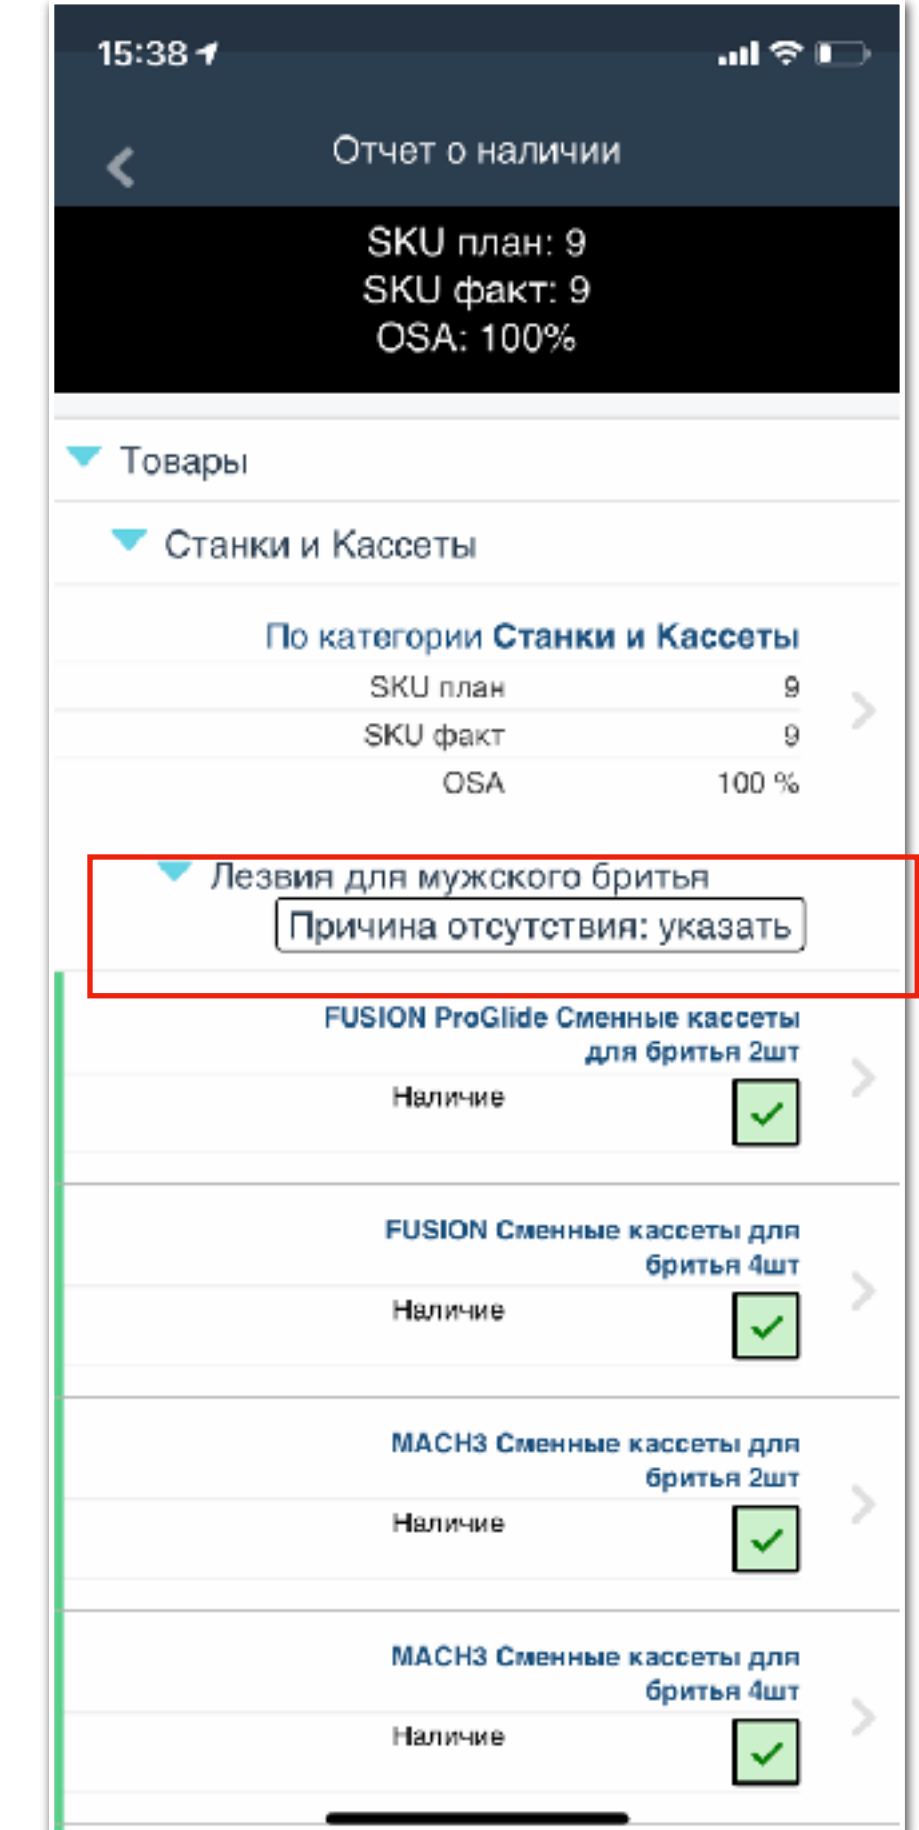 15:38
Отчет о наличии
SKU план: 9
SKU факт: 9
OSA: 100%
Товары
Станки и Кассеты
По категории Станки и Кассеты
SKU план 9
SKU факт 9
OSA 100 %
Лезвия для мужского бритья
Причина отсутствия: указать
FUSION ProGlide Сменные кассеты
для бритья 2шт
Наличие
FUSION Сменные кассеты для
бритья 4шт
Наличие
MACH3 Сменные кассеты для
бритья 2шт
Наличие
MACH3 Сменные кассеты для
бритья 4шт
Наличие